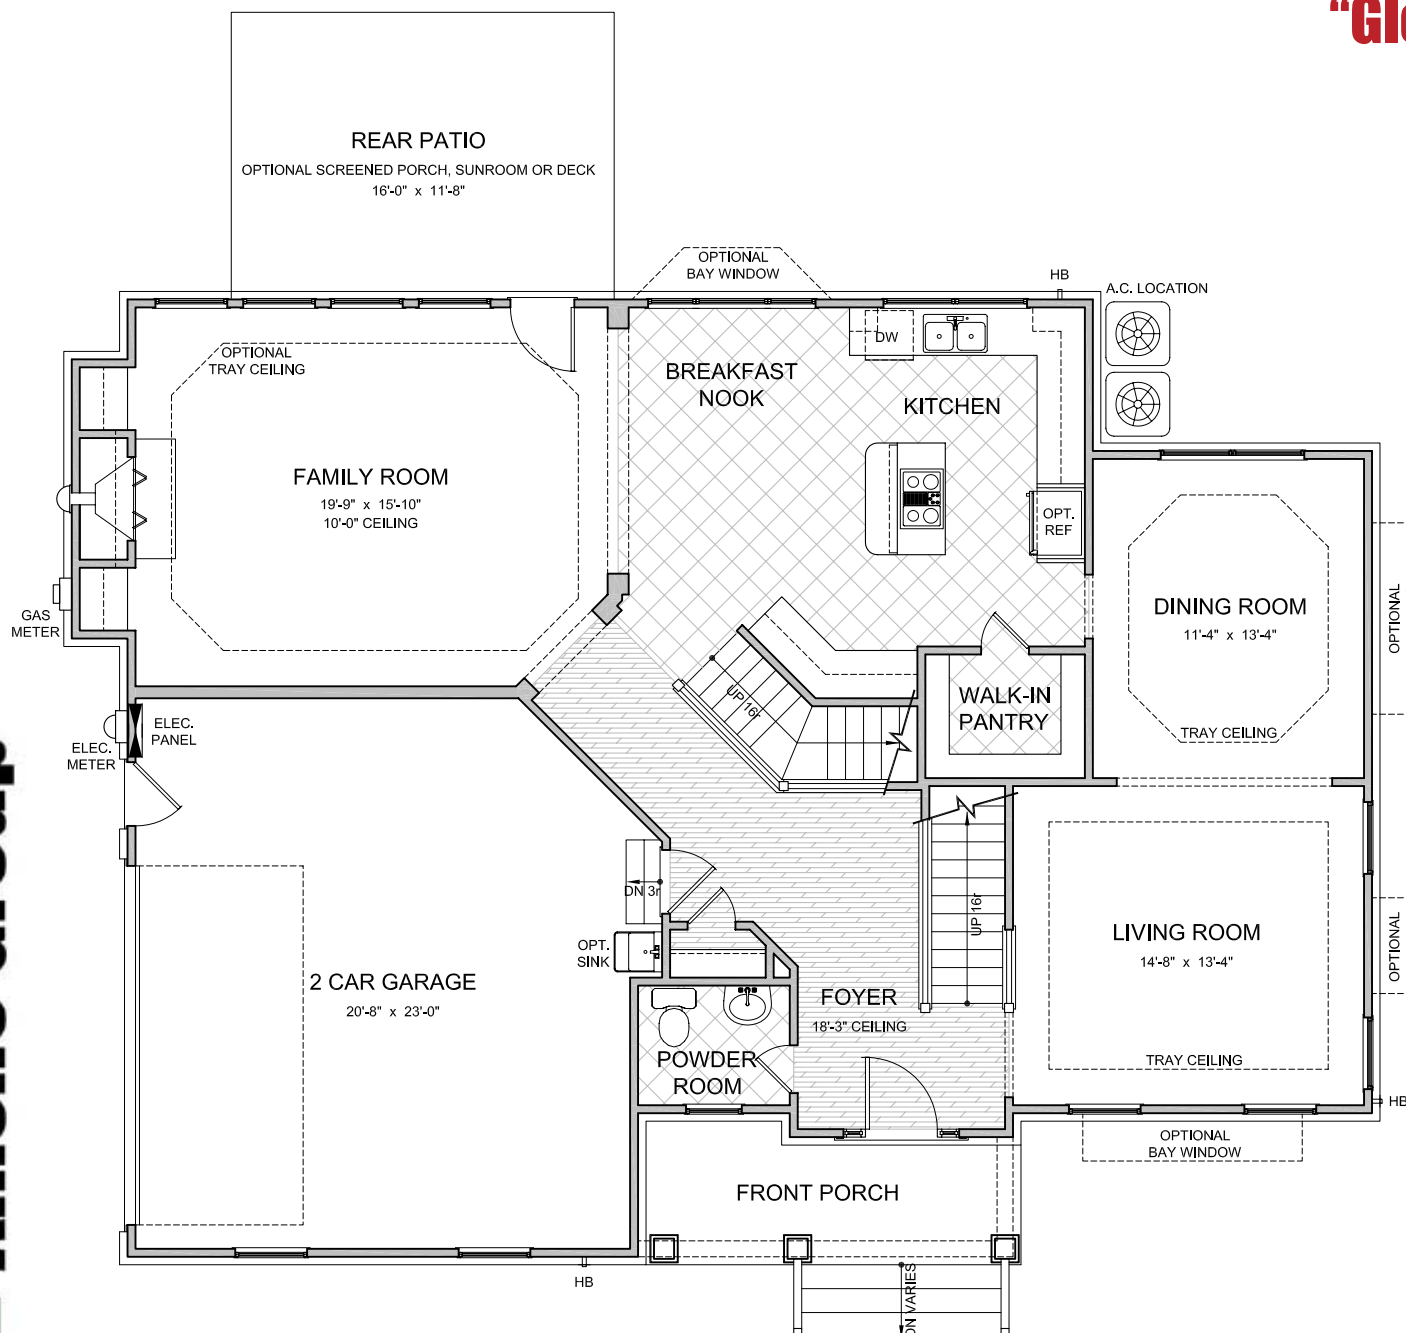 REAR PATIO
OPTIONAL SCREENED PORCH, SUNROOM OR DECK
16'-0" x 11'-8"
OPTIONAL
BAY WINDOW
HB
A.C. LOCATION
OPTIONAL
TRAY CEILING
DW
BREAKFAST
NOOK
KITCHEN
FAMILY ROOM
19'-9" x 15'-10"
10'-0" CEILING
OPT.
REF
GAS
METER
DINING ROOM
11'-4" x 13'-4"
TRAY CEILING
OPTIONAL
WALK-IN
PANTRY
UP 16r
ELEC.
PANEL
ELEC.
METER
DN 3r
UP 16r
OPT.
SINK
LIVING ROOM
14'-8" x 13'-4"
TRAY CEILING
OPTIONAL
2 CAR GARAGE
20'-8" x 23'-0"
FOYER
18'-3" CEILING
POWDER
ROOM
HB
OPTIONAL
BAY WINDOW
FRONT PORCH
HB
VARIES